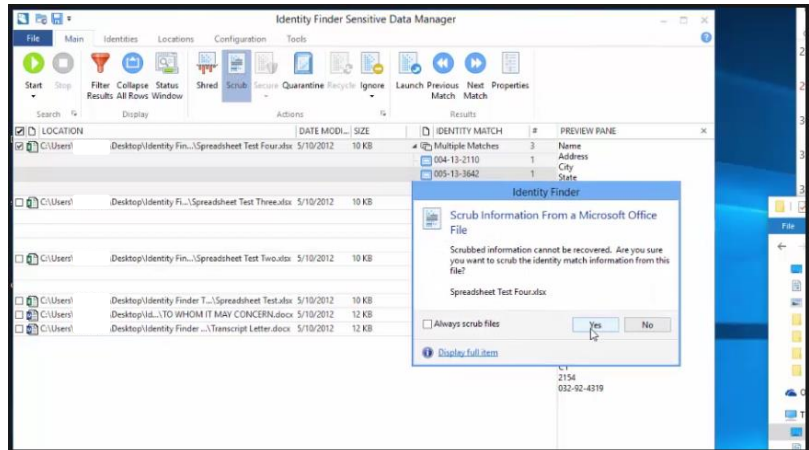 Identity Finder Sensitive Data Manager
File Main Identities Locations Configuration Tools
Start Stop Filter Results Collapse All Rows Status Window Shred Scrub Secure Quarantine Recycle Ignore Launch Previous Match Next Match Properties
Search Display Actions Results
LOCATION DATE MODI... SIZE IDENTITY MATCH # PREVIEW PANE
C:\Users\ .Desktop\Identity Fin...\Spreadsheet Test Four.xlsx 5/10/2012 10 KB Multiple Matches 3 Name
004-13-2110 1 Address
City
005-13-3642 1 State
C:\Users\ .Desktop\Identity Fi...\Spreadsheet Test Three.xlsx 5/10/2012 10 KB
C:\Users\ .Desktop\Identity Fin...\Spreadsheet Test Two.xlsx 5/10/2012 10 KB
C:\Users\ .Desktop\Identity Finder T...\Spreadsheet Test.xlsx 5/10/2012 10 KB
C:\Users\ .Desktop\Id...\TO WHOM IT MAY CONCERN.docx 5/10/2012 12 KB
C:\Users\ .Desktop\Identity Finder ...\Transcript Letter.docx 5/10/2012 12 KB
Identity Finder
Scrub Information From a Microsoft Office
File
Scrubbed information cannot be recovered. Are you sure
you want to scrub the identity match information from this
file?
Spreadsheet Test Four.xlsx
Always scrub files Yes No
Display full item
CT
2154
032-92-4319
File